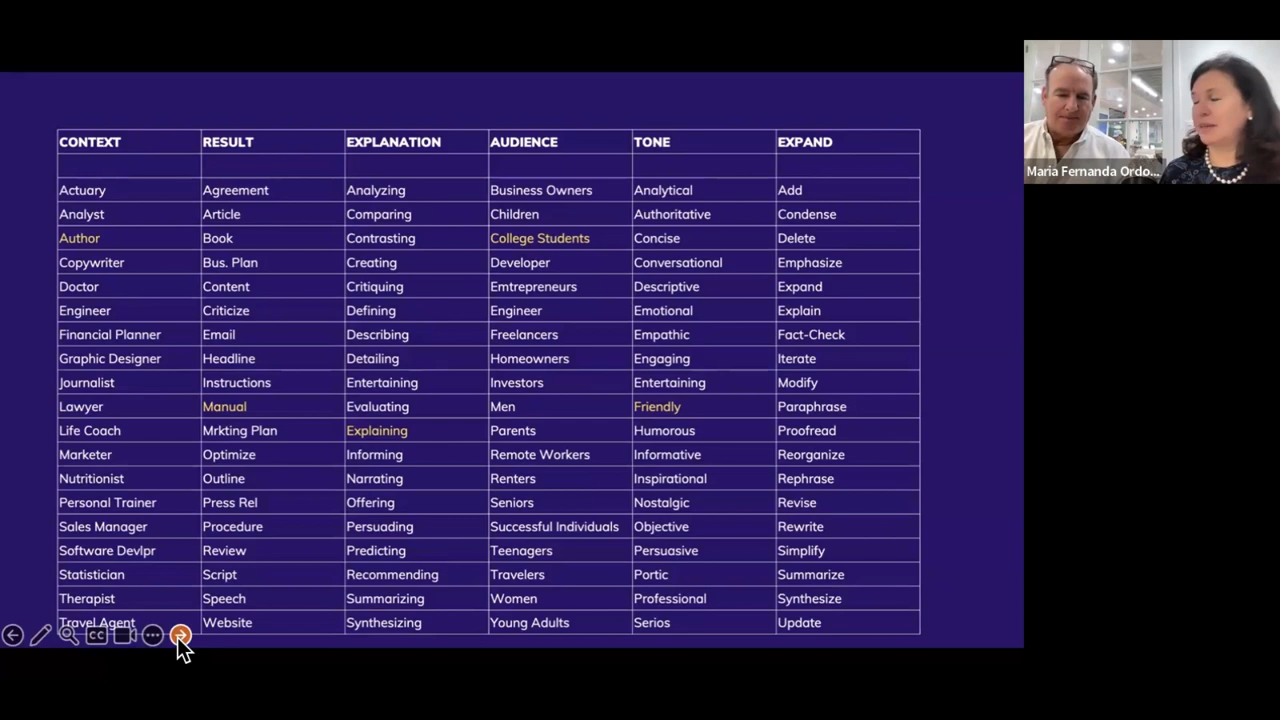 CONTEXT RESULT EXPLANATION AUDIENCE TONE EXPAND
Actuary Agreement Analyzing Business Owners Analytical Add
Analyst Article Comparing Children Authoritative Condense
Author Book Contrasting College Students Concise Delete
Copywriter Bus. Plan Creating Developer Conversational Emphasize
Doctor Content Critiquing Emtrepreneurs Descriptive Expand
Engineer Criticize Defining Engineer Emotional Explain
Financial Planner Email Describing Freelancers Empathic Fact-Check
Graphic Designer Headline Detailing Homeowners Engaging Iterate
Journalist Instructions Entertaining Investors Entertaining Modify
Lawyer Manual Evaluating Men Friendly Paraphrase
Life Coach Mrkting Plan Explaining Parents Humorous Proofread
Marketer Optimize Informing Remote Workers Informative Reorganize
Nutritionist Outline Narrating Renters Inspirational Rephrase
Personal Trainer Press Rel Offering Seniors Nostalgic Revise
Sales Manager Procedure Persuading Successful Individuals Objective Rewrite
Software Devlpr Review Predicting Teenagers Persuasive Simplify
Statistician Script Recommending Travelers Portic Summarize
Therapist Speech Summarizing Women Professional Synthesize
Travel Agent Website Synthesizing Young Adults Serios Update
CC
Maria Fernanda Ordo...